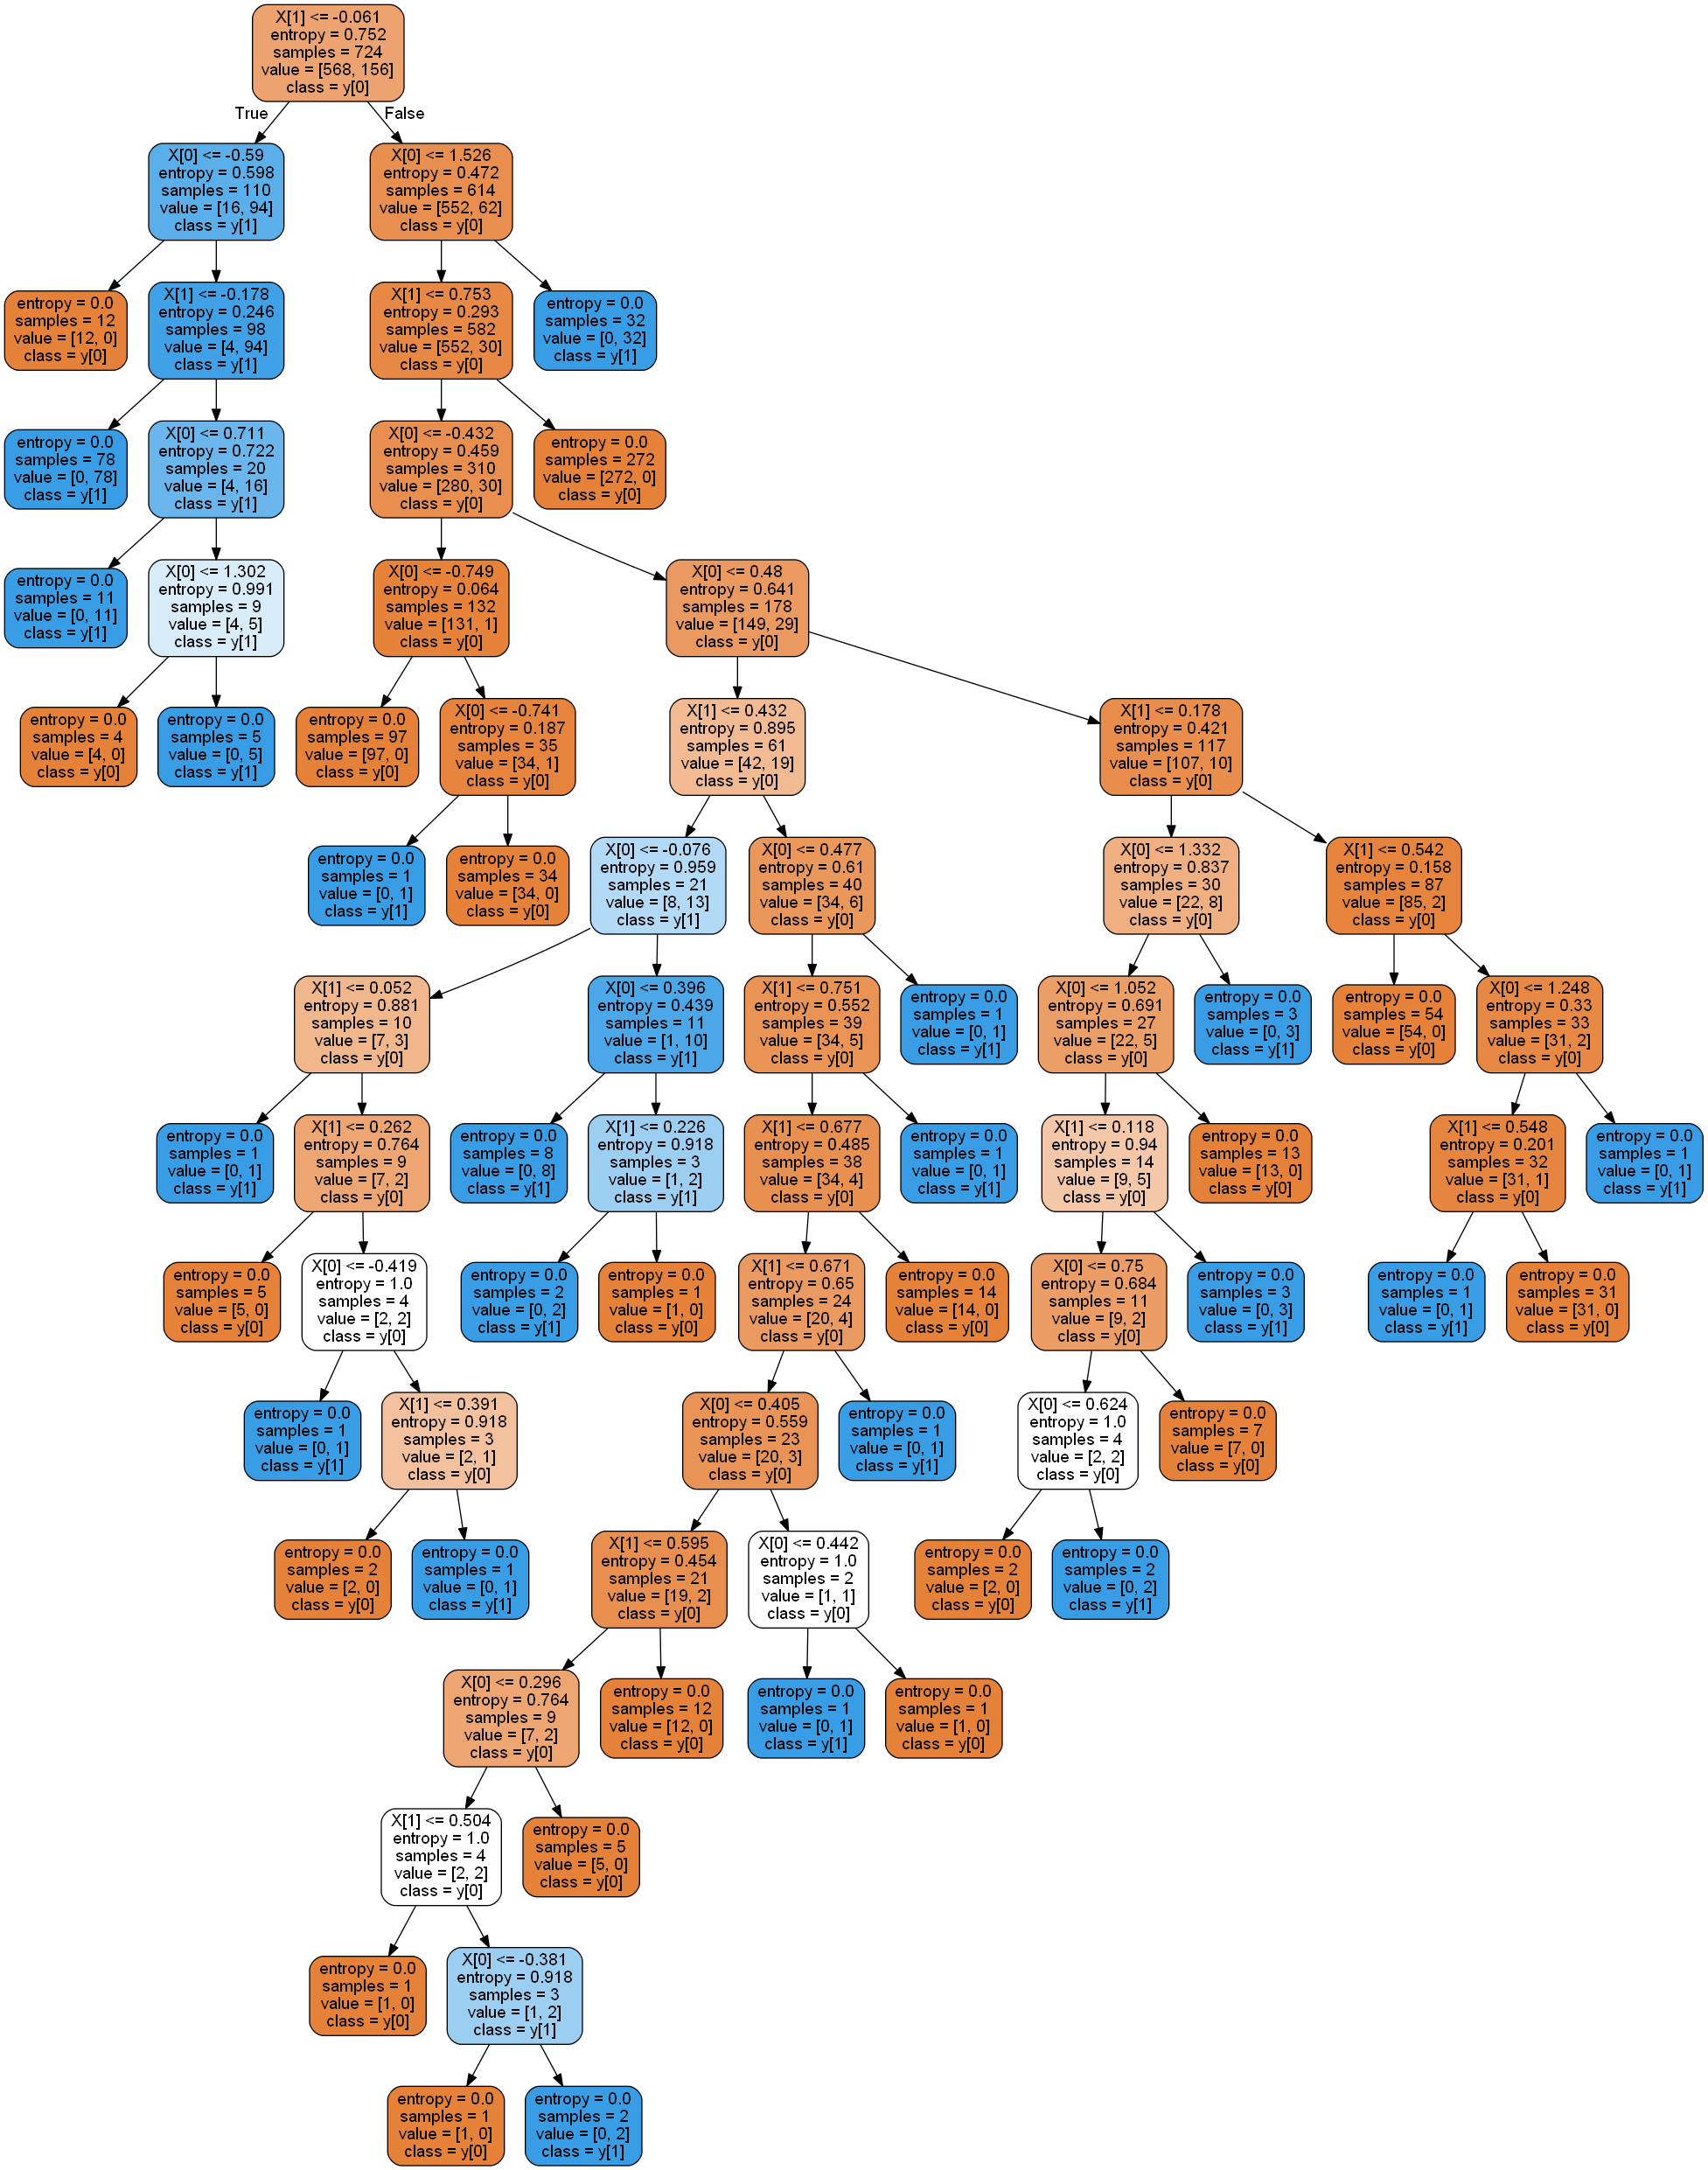 X[1] <= -0.061
entropy = 0.752
samples = 724
value = [568, 156]
class = y[0]
True
False
X[0] <= -0.59
entropy = 0.598
samples = 110
value = [16, 94]
class = y[1]
X[0] <= 1.526
entropy = 0.472
samples = 614
value = [552, 62]
class = y[0]
entropy = 0.0
samples = 12
value = [12, 0]
class = y[0]
X[1] <= -0.178
entropy = 0.246
samples = 98
value = [4, 94]
class = y[1]
X[1] <= 0.753
entropy = 0.293
samples = 582
value = [552, 30]
class = y[0]
entropy = 0.0
samples = 32
value = [0, 32]
class = y[1]
entropy = 0.0
samples = 78
value = [0, 78]
class = y[1]
X[0] <= 0.711
entropy = 0.722
samples = 20
value = [4, 16]
class = y[1]
X[0] <= -0.432
entropy = 0.459
samples = 310
value = [280, 30]
class = y[0]
entropy = 0.0
samples = 272
value = [272, 0]
class = y[0]
entropy = 0.0
samples = 11
value = [0, 11]
class = y[1]
X[0] <= 1.302
entropy = 0.991
samples = 9
value = [4, 5]
class = y[1]
X[0] <= -0.749
entropy = 0.064
samples = 132
value = [131, 1]
class = y[0]
X[0] <= 0.48
entropy = 0.641
samples = 178
value = [149, 29]
class = y[0]
entropy = 0.0
samples = 4
value = [4, 0]
class = y[0]
entropy = 0.0
samples = 5
value = [0, 5]
class = y[1]
entropy = 0.0
samples = 97
value = [97, 0]
class = y[0]
X[0] <= -0.741
entropy = 0.187
samples = 35
value = [34, 1]
class = y[0]
X[1] <= 0.432
entropy = 0.895
samples = 61
value = [42, 19]
class = y[0]
X[1] <= 0.178
entropy = 0.421
samples = 117
value = [107, 10]
class = y[0]
entropy = 0.0
samples = 1
value = [0, 1]
class = y[1]
entropy = 0.0
samples = 34
value = [34, 0]
class = y[0]
X[0] <= -0.076
entropy = 0.959
samples = 21
value = [8, 13]
class = y[1]
X[0] <= 0.477
entropy = 0.61
samples = 40
value = [34, 6]
class = y[0]
X[0] <= 1.332
entropy = 0.837
samples = 30
value = [22, 8]
class = y[0]
X[1] <= 0.542
entropy = 0.158
samples = 87
value = [85, 2]
class = y[0]
X[1] <= 0.052
entropy = 0.881
samples = 10
value = [7, 3]
class = y[0]
X[0] <= 0.396
entropy = 0.439
samples = 11
value = [1, 10]
class = y[1]
X[1] <= 0.751
entropy = 0.552
samples = 39
value = [34, 5]
class = y[0]
entropy = 0.0
samples = 1
value = [0, 1]
class = y[1]
X[0] <= 1.052
entropy = 0.691
samples = 27
value = [22, 5]
class = y[0]
entropy = 0.0
samples = 3
value = [0, 3]
class = y[1]
entropy = 0.0
samples = 54
value = [54, 0]
class = y[0]
X[0] <= 1.248
entropy = 0.33
samples = 33
value = [31, 2]
class = y[0]
entropy = 0.0
samples = 1
value = [0, 1]
class = y[1]
X[1] <= 0.262
entropy = 0.764
samples = 9
value = [7, 2]
class = y[0]
entropy = 0.0
samples = 8
value = [0, 8]
class = y[1]
X[1] <= 0.226
entropy = 0.918
samples = 3
value = [1, 2]
class = y[1]
X[1] <= 0.677
entropy = 0.485
samples = 38
value = [34, 4]
class = y[0]
entropy = 0.0
samples = 1
value = [0, 1]
class = y[1]
X[1] <= 0.118
entropy = 0.94
samples = 14
value = [9, 5]
class = y[0]
entropy = 0.0
samples = 13
value = [13, 0]
class = y[0]
X[1] <= 0.548
entropy = 0.201
samples = 32
value = [31, 1]
class = y[0]
entropy = 0.0
samples = 1
value = [0, 1]
class = y[1]
entropy = 0.0
samples = 5
value = [5, 0]
class = y[0]
X[0] <= -0.419
entropy = 1.0
samples = 4
value = [2, 2]
class = y[0]
entropy = 0.0
samples = 2
value = [0, 2]
class = y[1]
entropy = 0.0
samples = 1
value = [1, 0]
class = y[0]
X[1] <= 0.671
entropy = 0.65
samples = 24
value = [20, 4]
class = y[0]
entropy = 0.0
samples = 14
value = [14, 0]
class = y[0]
X[0] <= 0.75
entropy = 0.684
samples = 11
value = [9, 2]
class = y[0]
entropy = 0.0
samples = 3
value = [0, 3]
class = y[1]
entropy = 0.0
samples = 1
value = [0, 1]
class = y[1]
entropy = 0.0
samples = 31
value = [31, 0]
class = y[0]
entropy = 0.0
samples = 1
value = [0, 1]
class = y[1]
X[1] <= 0.391
entropy = 0.918
samples = 3
value = [2, 1]
class = y[0]
X[0] <= 0.405
entropy = 0.559
samples = 23
value = [20, 3]
class = y[0]
entropy = 0.0
samples = 1
value = [0, 1]
class = y[1]
X[0] <= 0.624
entropy = 1.0
samples = 4
value = [2, 2]
class = y[0]
entropy = 0.0
samples = 7
value = [7, 0]
class = y[0]
entropy = 0.0
samples = 2
value = [2, 0]
class = y[0]
entropy = 0.0
samples = 1
value = [0, 1]
class = y[1]
X[1] <= 0.595
entropy = 0.454
samples = 21
value = [19, 2]
class = y[0]
X[0] <= 0.442
entropy = 1.0
samples = 2
value = [1, 1]
class = y[0]
entropy = 0.0
samples = 2
value = [2, 0]
class = y[0]
entropy = 0.0
samples = 2
value = [0, 2]
class = y[1]
X[0] <= 0.296
entropy = 0.764
samples = 9
value = [7, 2]
class = y[0]
entropy = 0.0
samples = 12
value = [12, 0]
class = y[0]
entropy = 0.0
samples = 1
value = [0, 1]
class = y[1]
entropy = 0.0
samples = 1
value = [1, 0]
class = y[0]
X[1] <= 0.504
entropy = 1.0
samples = 4
value = [2, 2]
class = y[0]
entropy = 0.0
samples = 5
value = [5, 0]
class = y[0]
entropy = 0.0
samples = 1
value = [1, 0]
class = y[0]
X[0] <= -0.381
entropy = 0.918
samples = 3
value = [1, 2]
class = y[1]
entropy = 0.0
samples = 1
value = [1, 0]
class = y[0]
entropy = 0.0
samples = 2
value = [0, 2]
class = y[1]